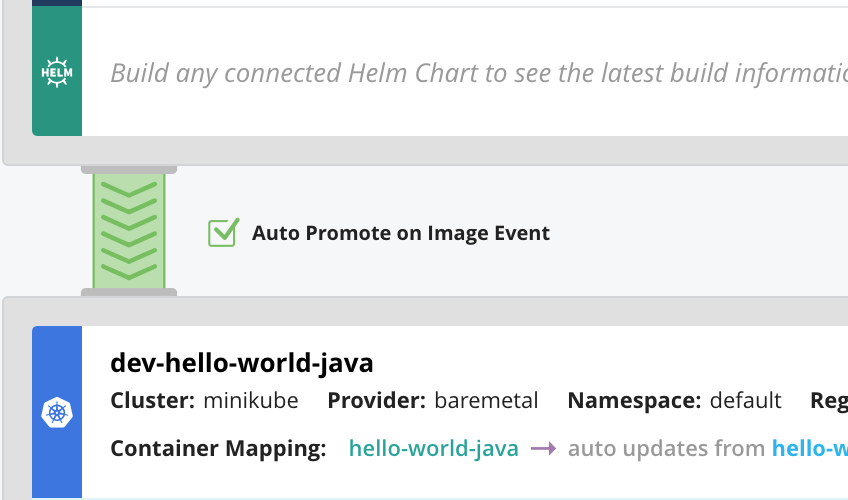 HELM
Build any connected Helm Chart to see the latest build
Auto Promote on Image Event
dev-hello-world-java
Cluster: minikube Provider: baremetal Namespace: default Reg
Container Mapping: hello-world-java → auto updates from hello-w